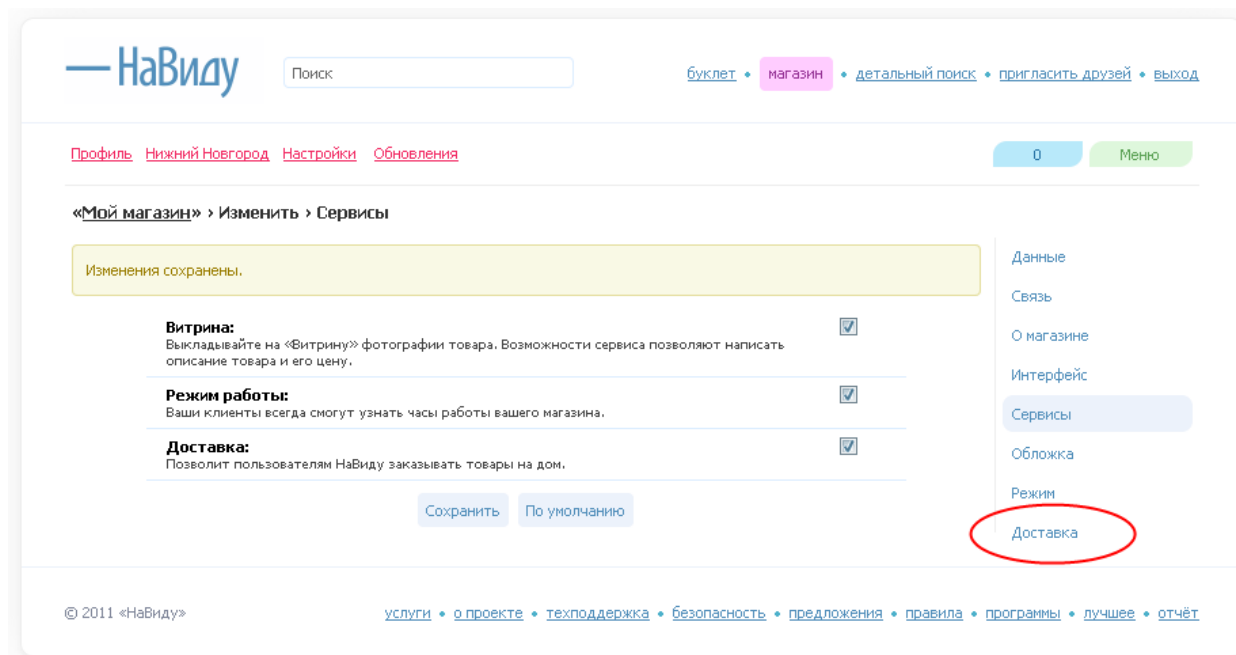 — НаВиду
Поиск
буклет • магазин • детальный поиск • пригласить друзей • выход
Профиль Нижний Новгород Настройки Обновления
0 Меню
«Мой магазин» › Изменить › Сервисы
Изменения сохранены.
Витрина:
Выкладывайте на «Витрину» фотографии товара. Возможности сервиса позволяют написать
описание товара и его цену.
Режим работы:
Ваши клиенты всегда смогут узнать часы работы вашего магазина.
Доставка:
Позволит пользователям НаВиду заказывать товары на дом.
Сохранить По умолчанию
Данные
Связь
О магазине
Интерфейс
Сервисы
Обложка
Режим
Доставка
© 2011 «НаВиду»
услуги • о проекте • техподдержка • безопасность • предложения • правила • программы • лучшее • отчёт